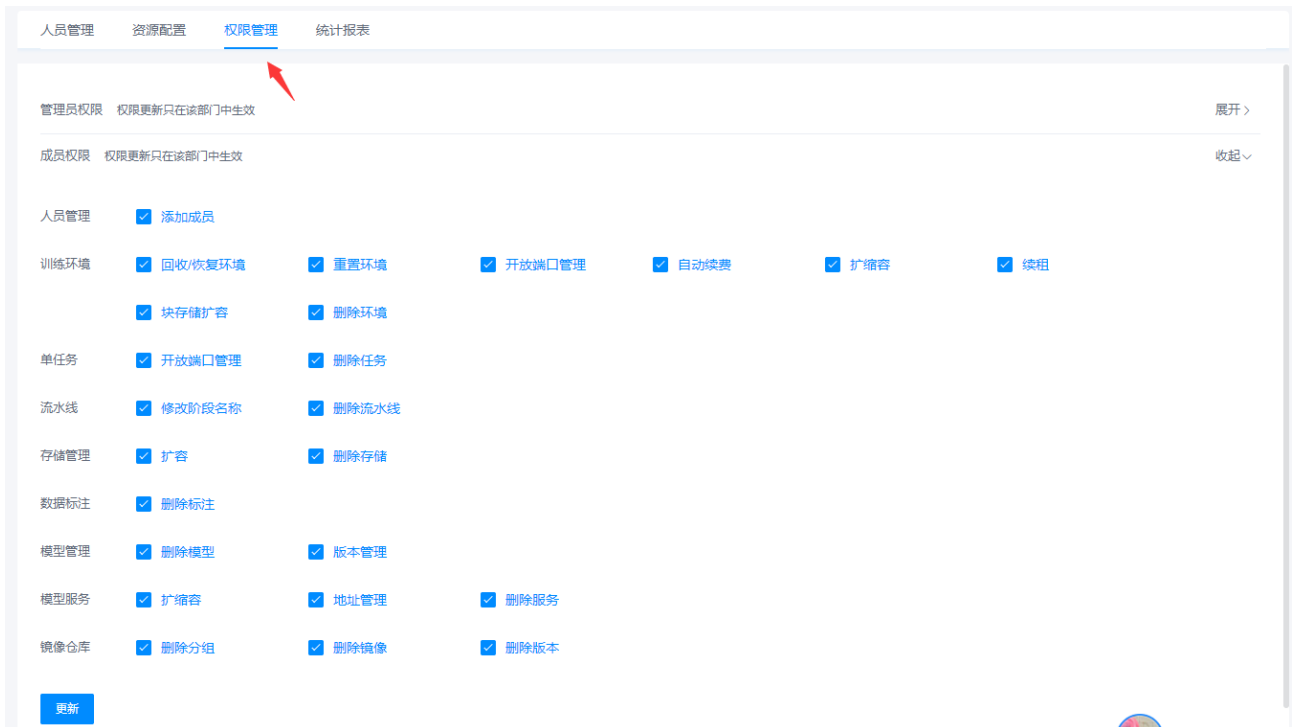 人员管理 资源配置 权限管理 统计报表
管理员权限 权限更新只在该部门中生效 展开
成员权限 权限更新只在该部门中生效 收起
人员管理 添加成员
训练环境 回收/恢复环境 重置环境 开放端口管理 自动续费 扩缩容 续租
块存储扩容 删除环境
单任务 开放端口管理 删除任务
流水线 修改阶段名称 删除流水线
存储管理 扩容 删除存储
数据标注 删除标注
模型管理 删除模型 版本管理
模型服务 扩缩容 地址管理 删除服务
镜像仓库 删除分组 删除镜像 删除版本
更新